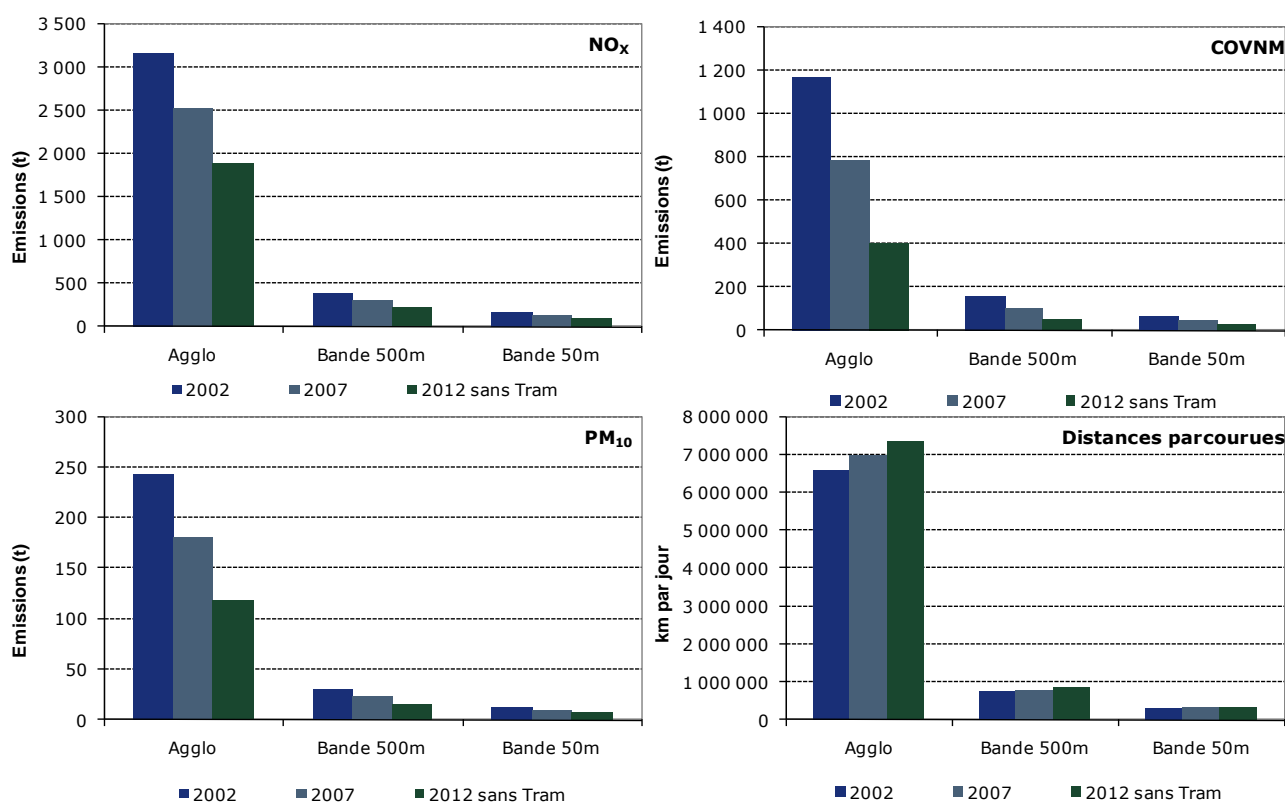 NOX
3 500
3 000
2 500
2 000
1 500
1 000
500
0
Emissions (t)
Agglo Bande 500m Bande 50m
2002 2007 2012 sans Tram
COVNM
1 400
1 200
1 000
800
600
400
200
0
Emissions (t)
Agglo Bande 500m Bande 50m
2002 2007 2012 sans Tram
PM10
300
250
200
150
100
50
0
Emissions (t)
Agglo Bande 500m Bande 50m
2002 2007 2012 sans Tram
Distances parcourues
8 000 000
7 000 000
6 000 000
5 000 000
4 000 000
3 000 000
2 000 000
1 000 000
0
km par jour
Agglo Bande 500m Bande 50m
2002 2007 2012 sans Tram